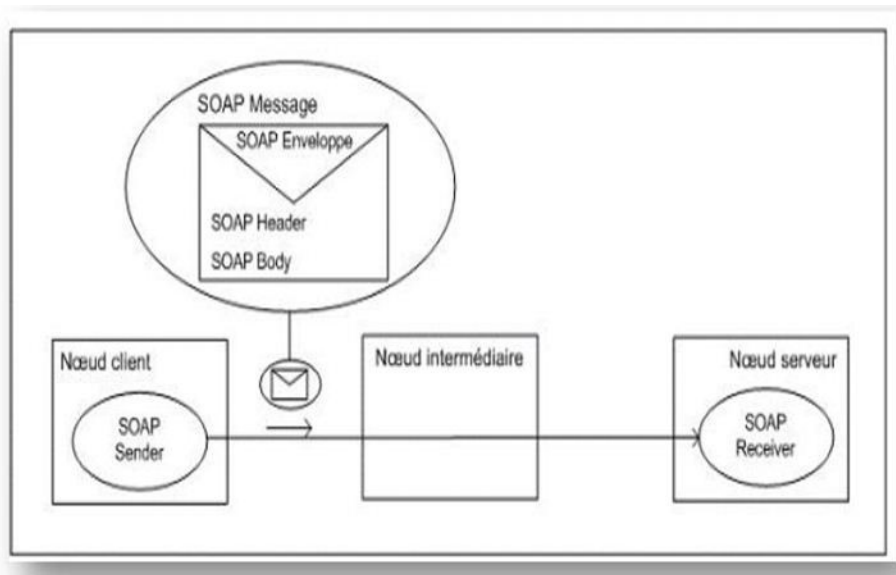 SOAP Message
SOAP Enveloppe
SOAP Header
SOAP Body
Nœud client
SOAP
Sender
Nœud intermédiaire
Nœud serveur
SOAP
Receiver